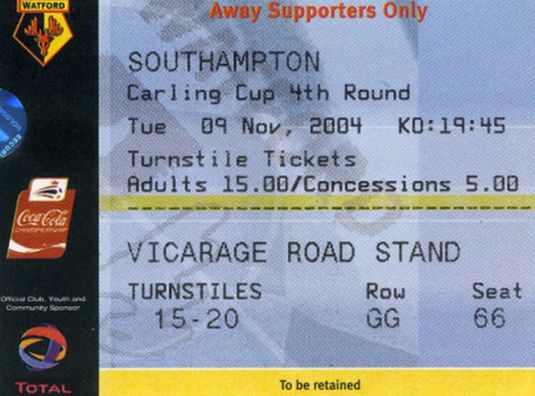 WATFORD
Away Supporters Only
SOUTHAMPTON
Carling Cup 4th Round
Tue 09 Nov, 2004 KO:19:45
Turnstile Tickets
Adults 15.00/Concessions 5.00
VICARAGE ROAD STAND
TURNSTILES Row Seat
15-20 GG 66
Coca-Cola
CHAMPIONSHIP
Official Club, Youth and
Community Sponsor
TOTAL
To be retained